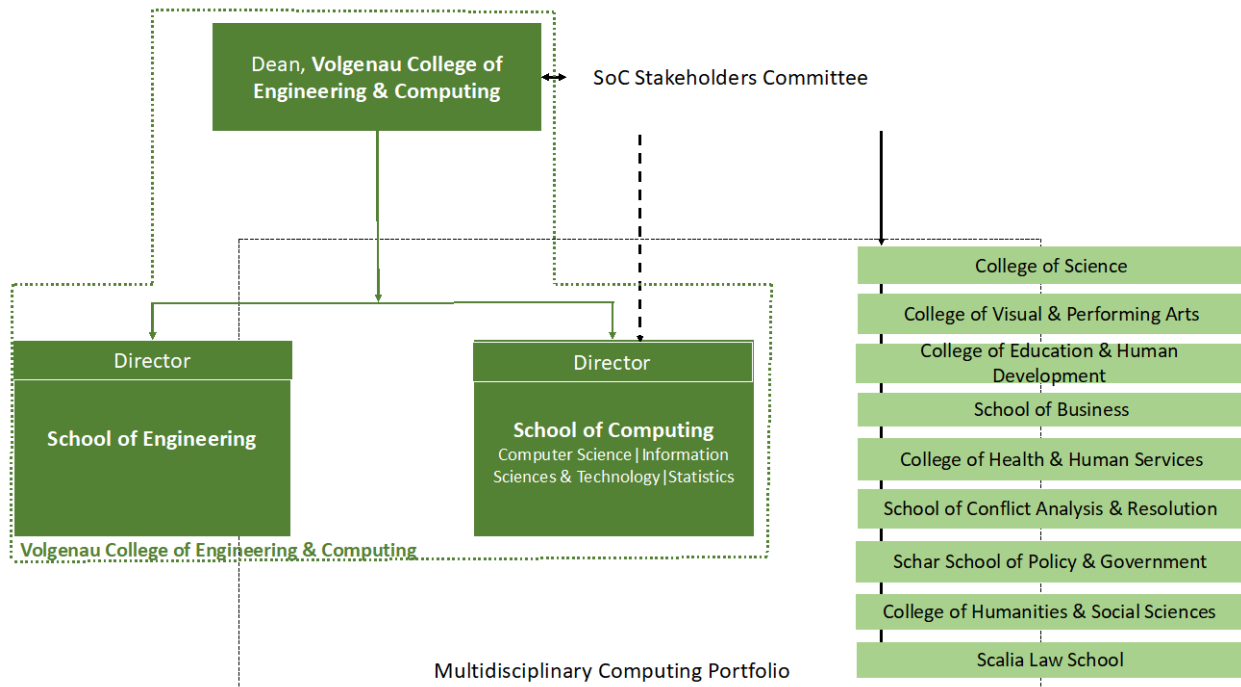 Dean, Volgenau College of
Engineering & Computing
SoC Stakeholders Committee
Director
School of Engineering
Director
School of Computing
Computer Science|Information
Sciences & Technology|Statistics
Volgenau College of Engineering & Computing
College of Science
College of Visual & Performing Arts
College of Education & Human
Development
School of Business
College of Health & Human Services
School of Conflict Analysis & Resolution
Schar School of Policy & Government
College of Humanities & Social Sciences
Scalia Law School
Multidisciplinary Computing Portfolio